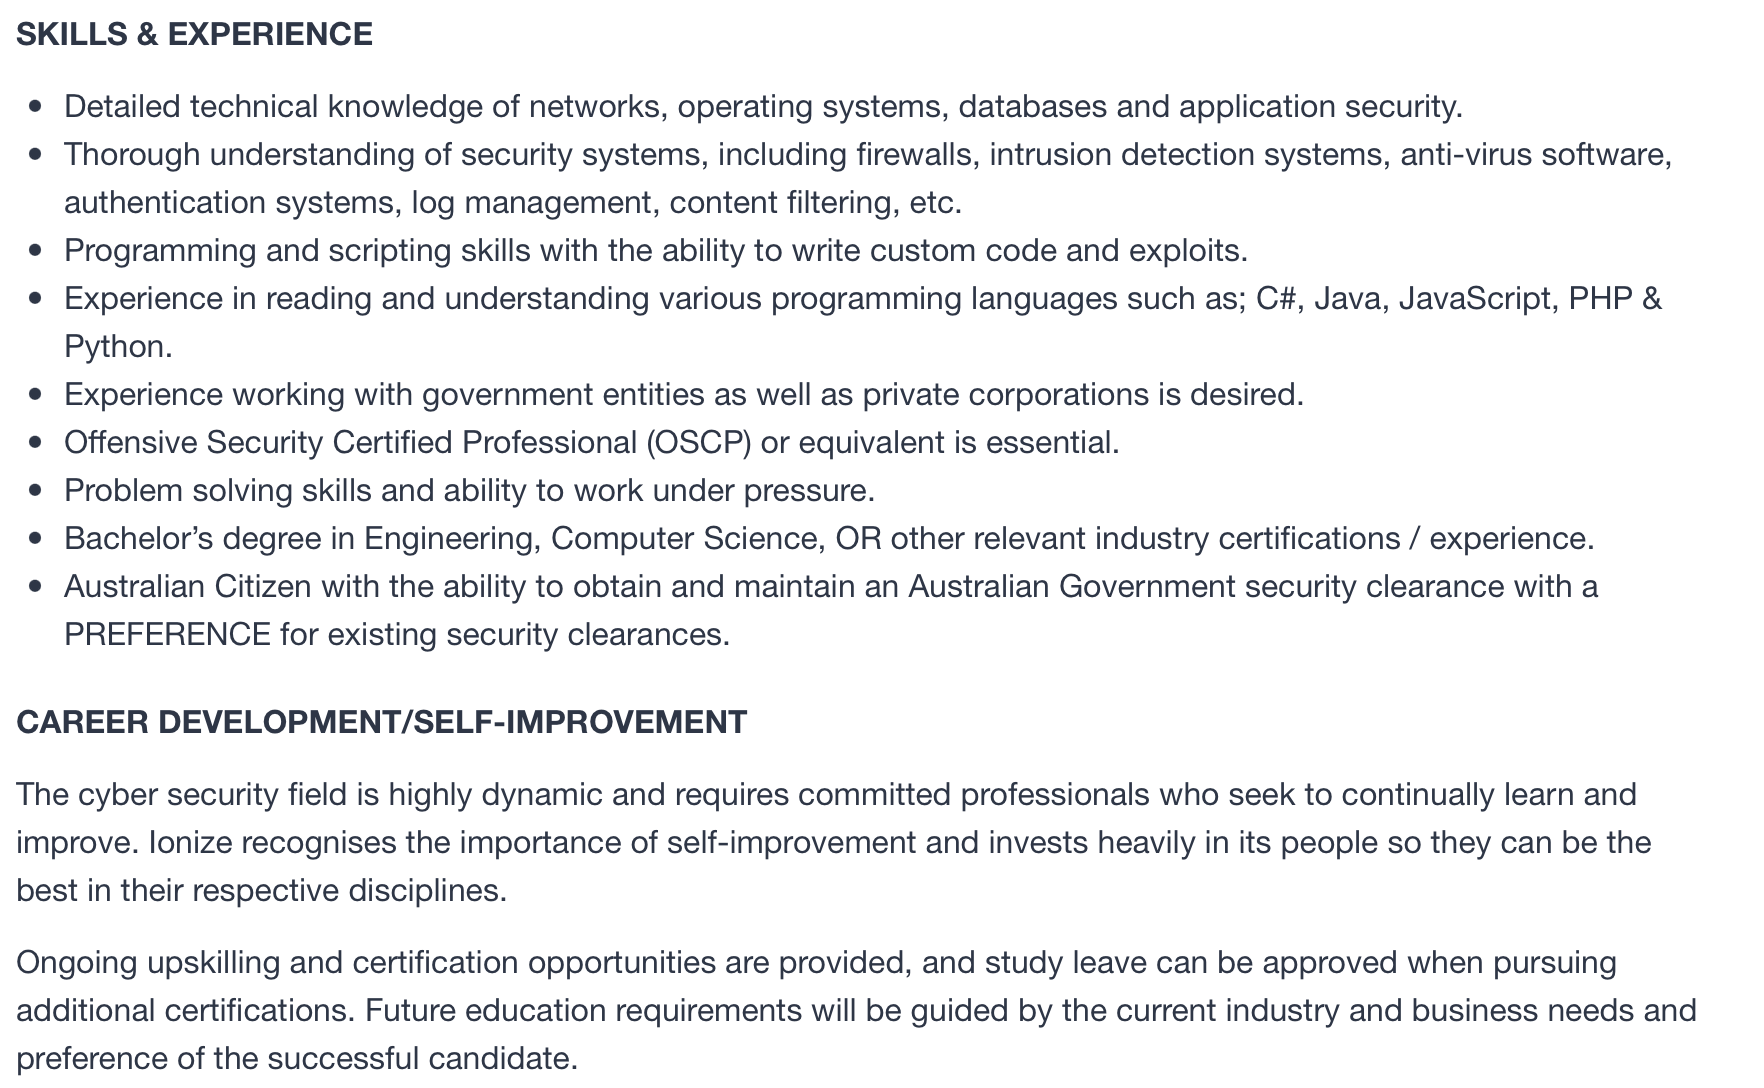 SKILLS & EXPERIENCE
• Detailed technical knowledge of networks, operating systems, databases and application security.
• Thorough understanding of security systems, including firewalls, intrusion detection systems, anti-virus software,
authentication systems, log management, content filtering, etc.
• Programming and scripting skills with the ability to write custom code and exploits.
• Experience in reading and understanding various programming languages such as; C#, Java, JavaScript, PHP &
Python.
• Experience working with government entities as well as private corporations is desired.
• Offensive Security Certified Professional (OSCP) or equivalent is essential.
• Problem solving skills and ability to work under pressure.
• Bachelor’s degree in Engineering, Computer Science, OR other relevant industry certifications / experience.
• Australian Citizen with the ability to obtain and maintain an Australian Government security clearance with a
PREFERENCE for existing security clearances.
CAREER DEVELOPMENT/SELF-IMPROVEMENT
The cyber security field is highly dynamic and requires committed professionals who seek to continually learn and
improve. Ionize recognises the importance of self-improvement and invests heavily in its people so they can be the
best in their respective disciplines.
Ongoing upskilling and certification opportunities are provided, and study leave can be approved when pursuing
additional certifications. Future education requirements will be guided by the current industry and business needs and
preference of the successful candidate.